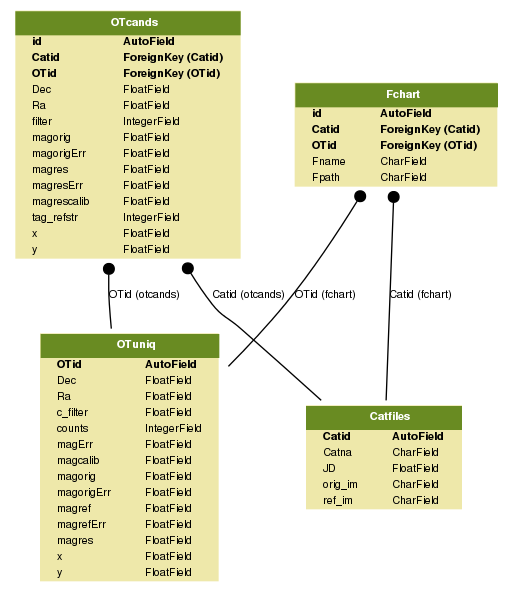 OTcands
id AutoField
Catid ForeignKey (Catid)
OTid ForeignKey (OTid)
Dec FloatField
Ra FloatField
filter IntegerField
magorig FloatField
magorigErr FloatField
magres FloatField
magresErr FloatField
magrescalib FloatField
tag_refstr IntegerField
x FloatField
y FloatField
Fchart
id AutoField
Catid ForeignKey (Catid)
OTid ForeignKey (OTid)
Fname CharField
Fpath CharField
OTid (otcands) Catid (otcands) OTid (fchart) Catid (fchart)
OTuniq
OTid AutoField
Dec FloatField
Ra FloatField
c_filter FloatField
counts IntegerField
magErr FloatField
magcalib FloatField
magorig FloatField
magorigErr FloatField
magref FloatField
magrefErr FloatField
magres FloatField
x FloatField
y FloatField
Catfiles
Catid AutoField
Catna CharField
JD FloatField
orig_im CharField
ref_im CharField